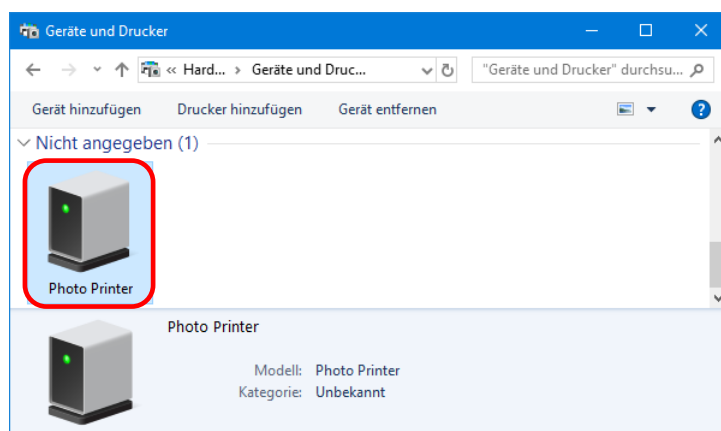 Geräte und Drucker
« Hard... › Geräte und Druc... "Geräte und Drucker" durchsu...
Gerät hinzufügen Drucker hinzufügen Gerät entfernen ?
Nicht angegeben (1)
Photo Printer
Photo Printer
Modell: Photo Printer
Kategorie: Unbekannt